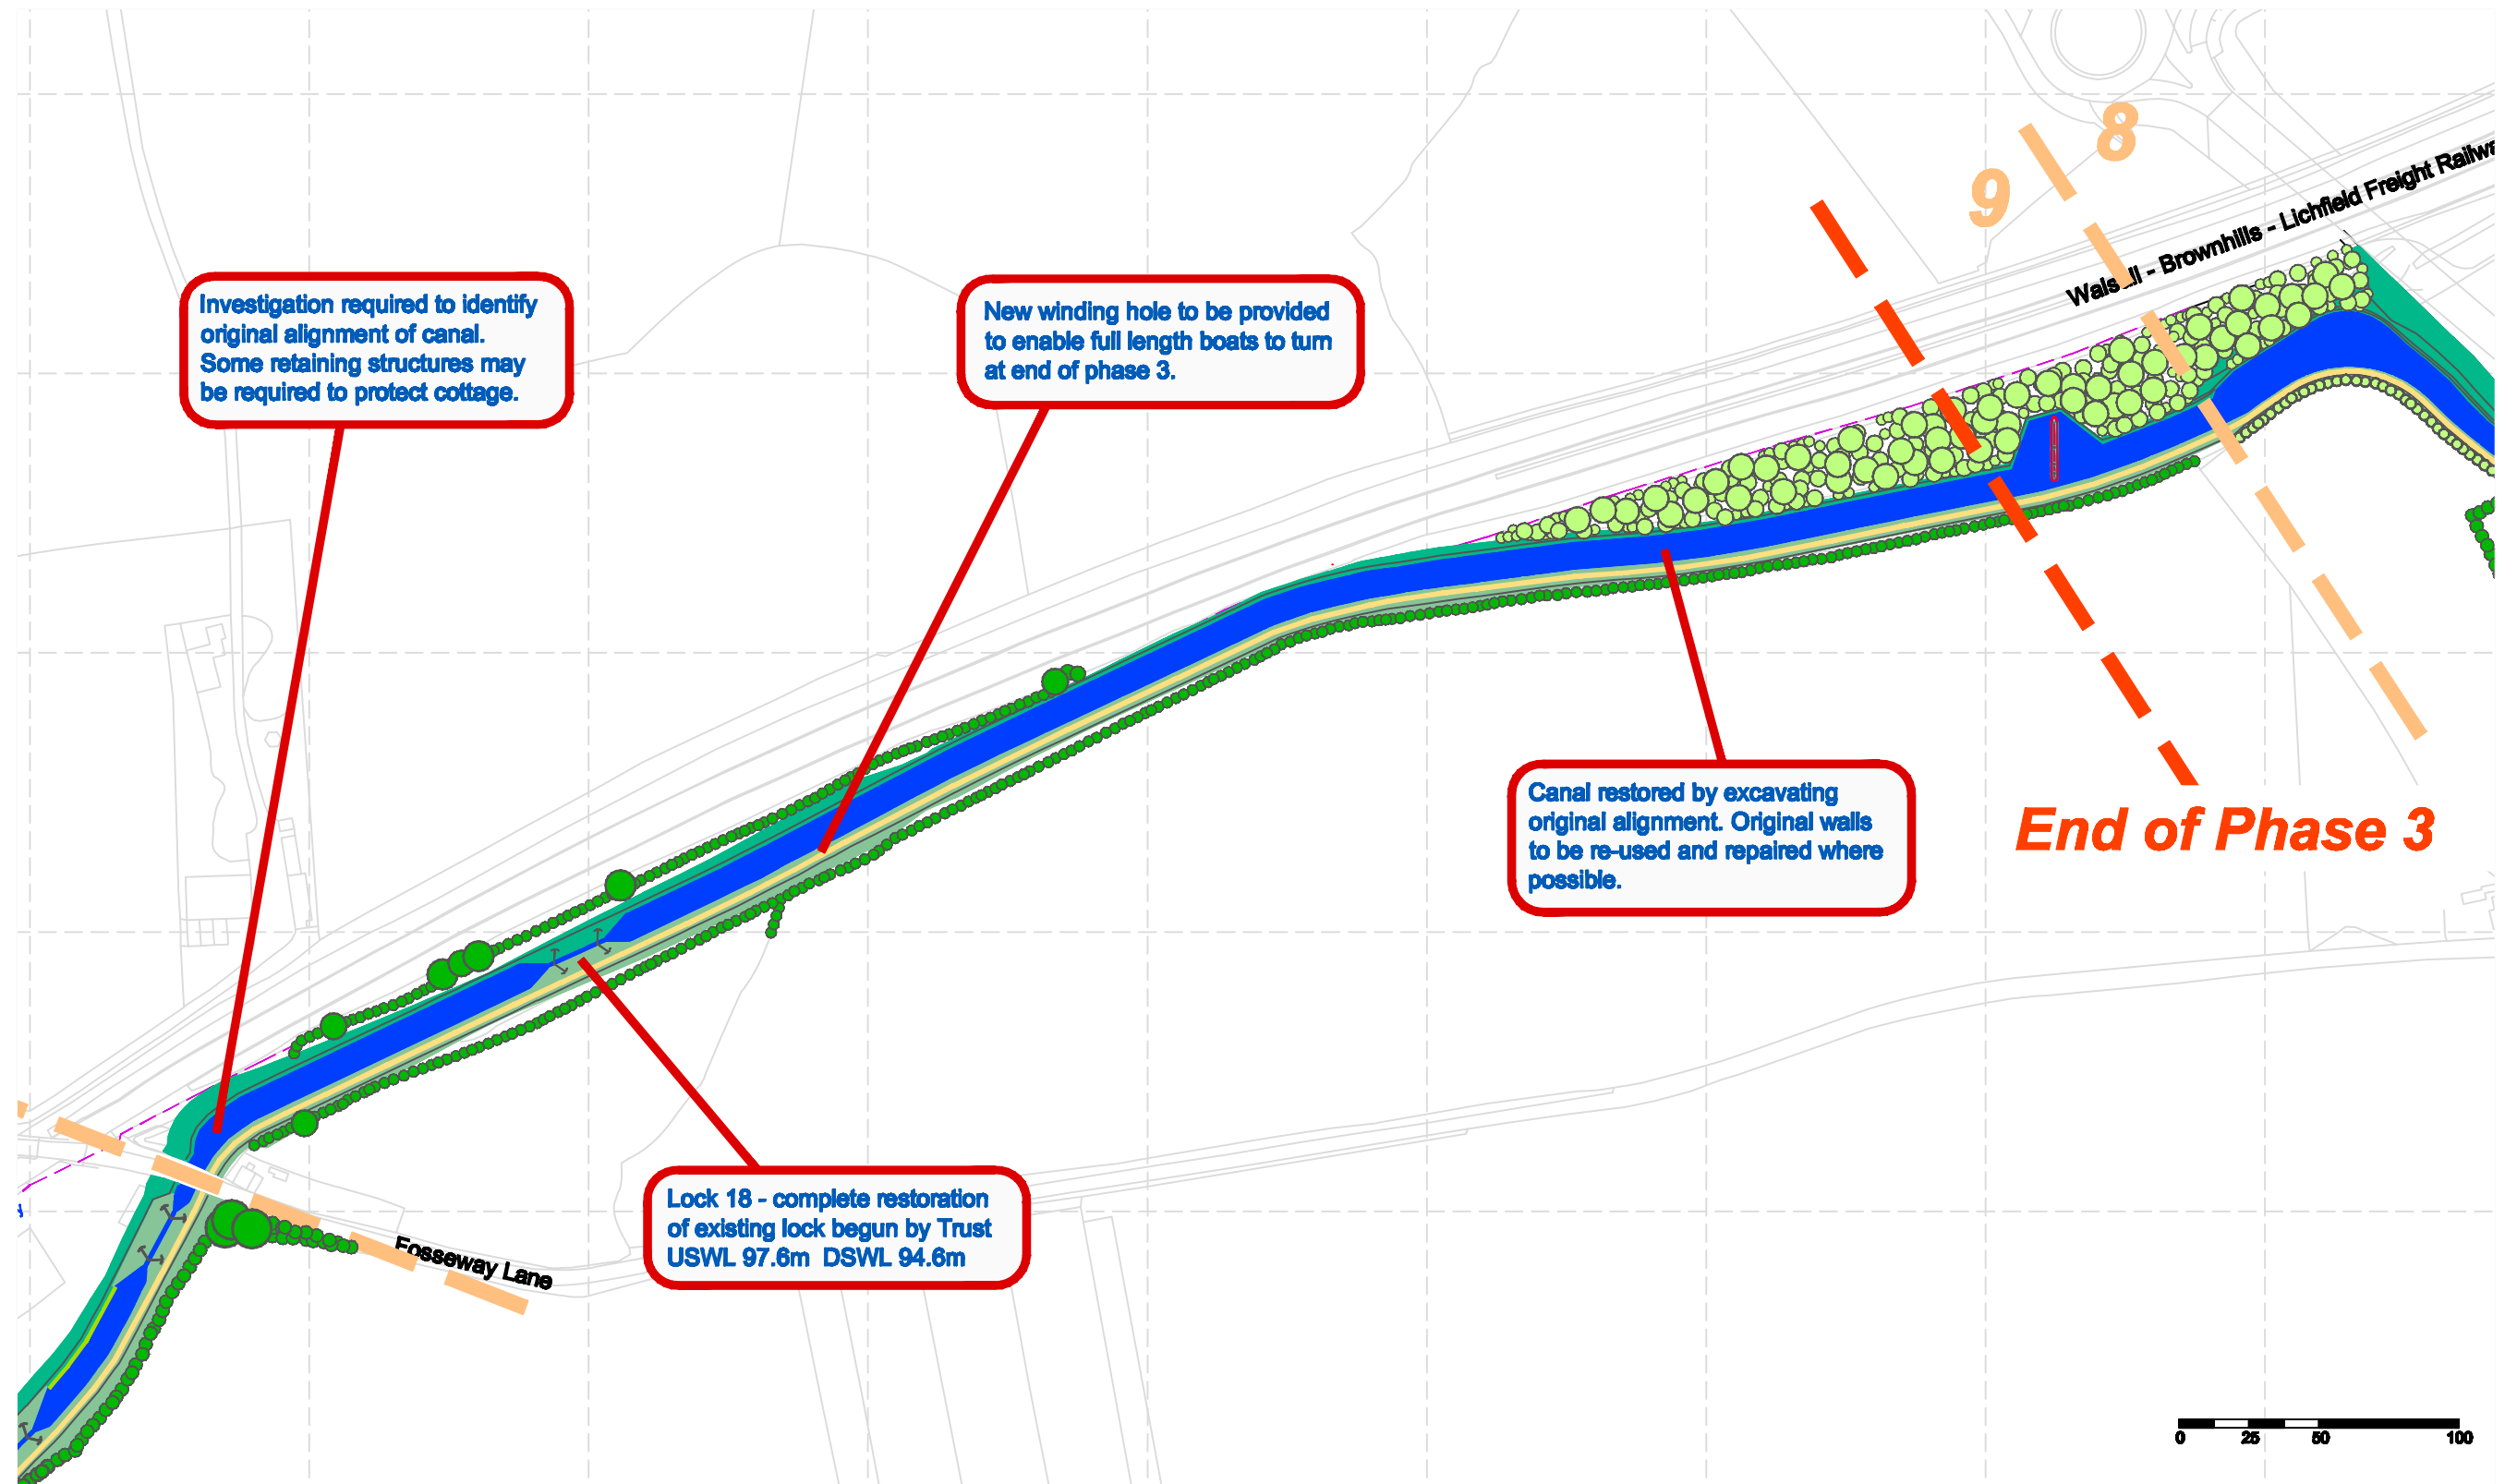 8
9
Walsall - Brownhills - Lichfield Freight Railwa
Investigation required to identify
original alignment of canal.
Some retaining structures may
be required to protect cottage.
New winding hole to be provided
to enable full length boats to turn
at end of phase 3.
Canal restored by excavating
original alignment. Original walls
to be re-used and repaired where
possible.
End of Phase 3
Lock 18 - complete restoration
of existing lock begun by Trust
USWL 97.6m DSWL 94.6m
Fosseway Lane
y
0 25 50 100